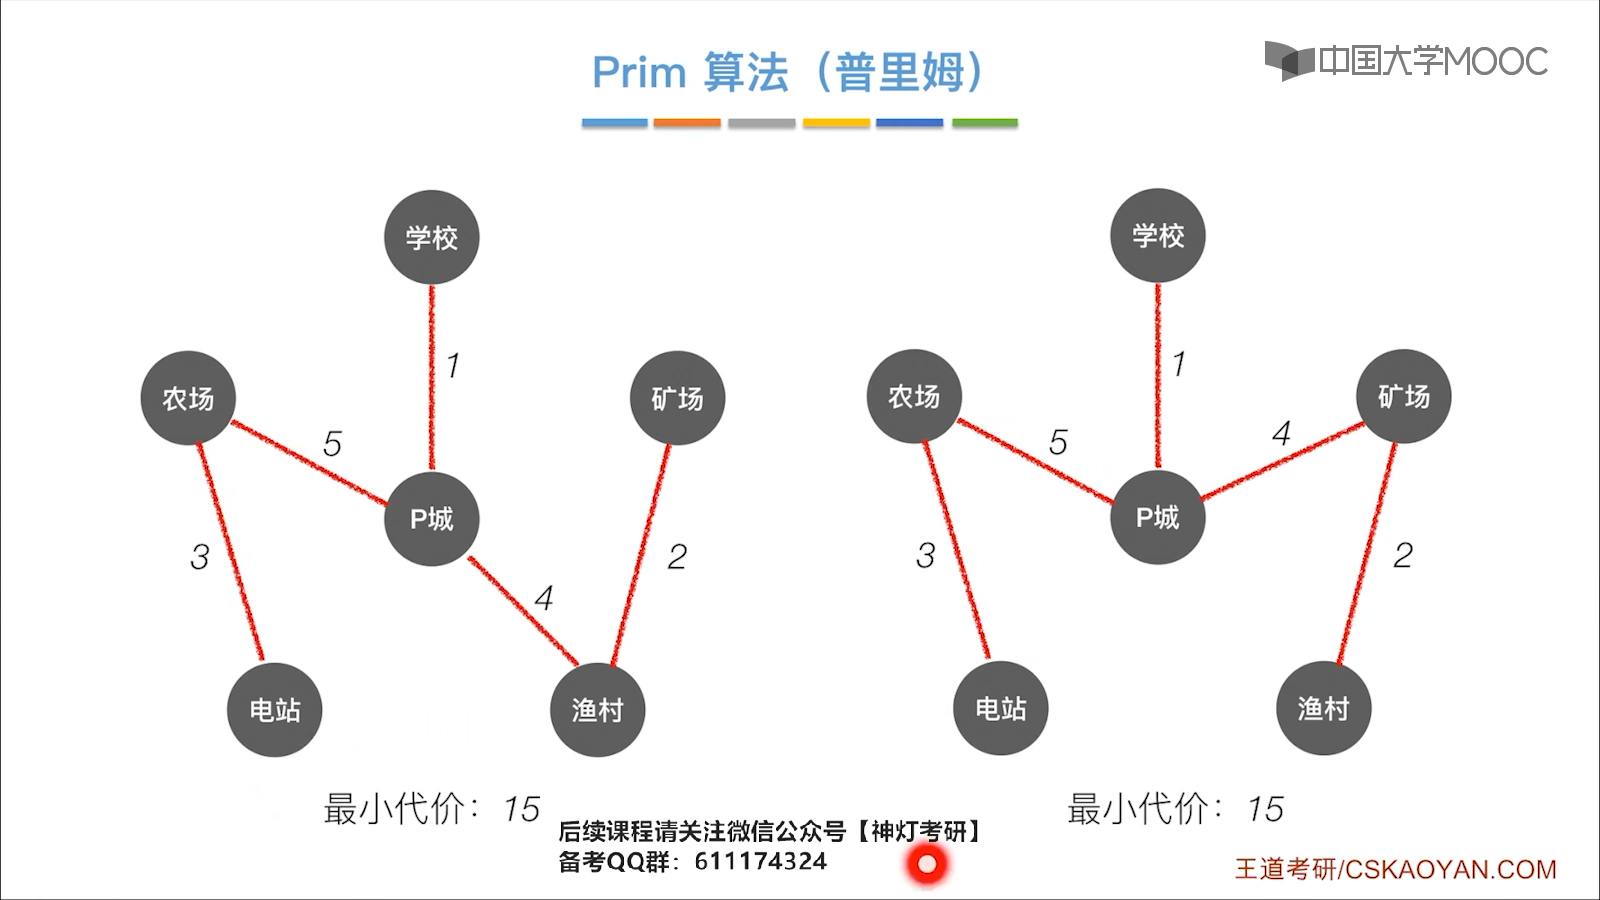 Prim 算法（普里姆）
中国大学MOOC
学校
1
农场
矿场
5
P城
3
2
4
电站
渔村
最小代价：15
学校
1
农场
矿场
5
4
P城
3
2
电站
渔村
最小代价：15
后续课程请关注微信公众号【神灯考研】
备考QQ群：611174324
王道考研/CSKAOYAN.COM